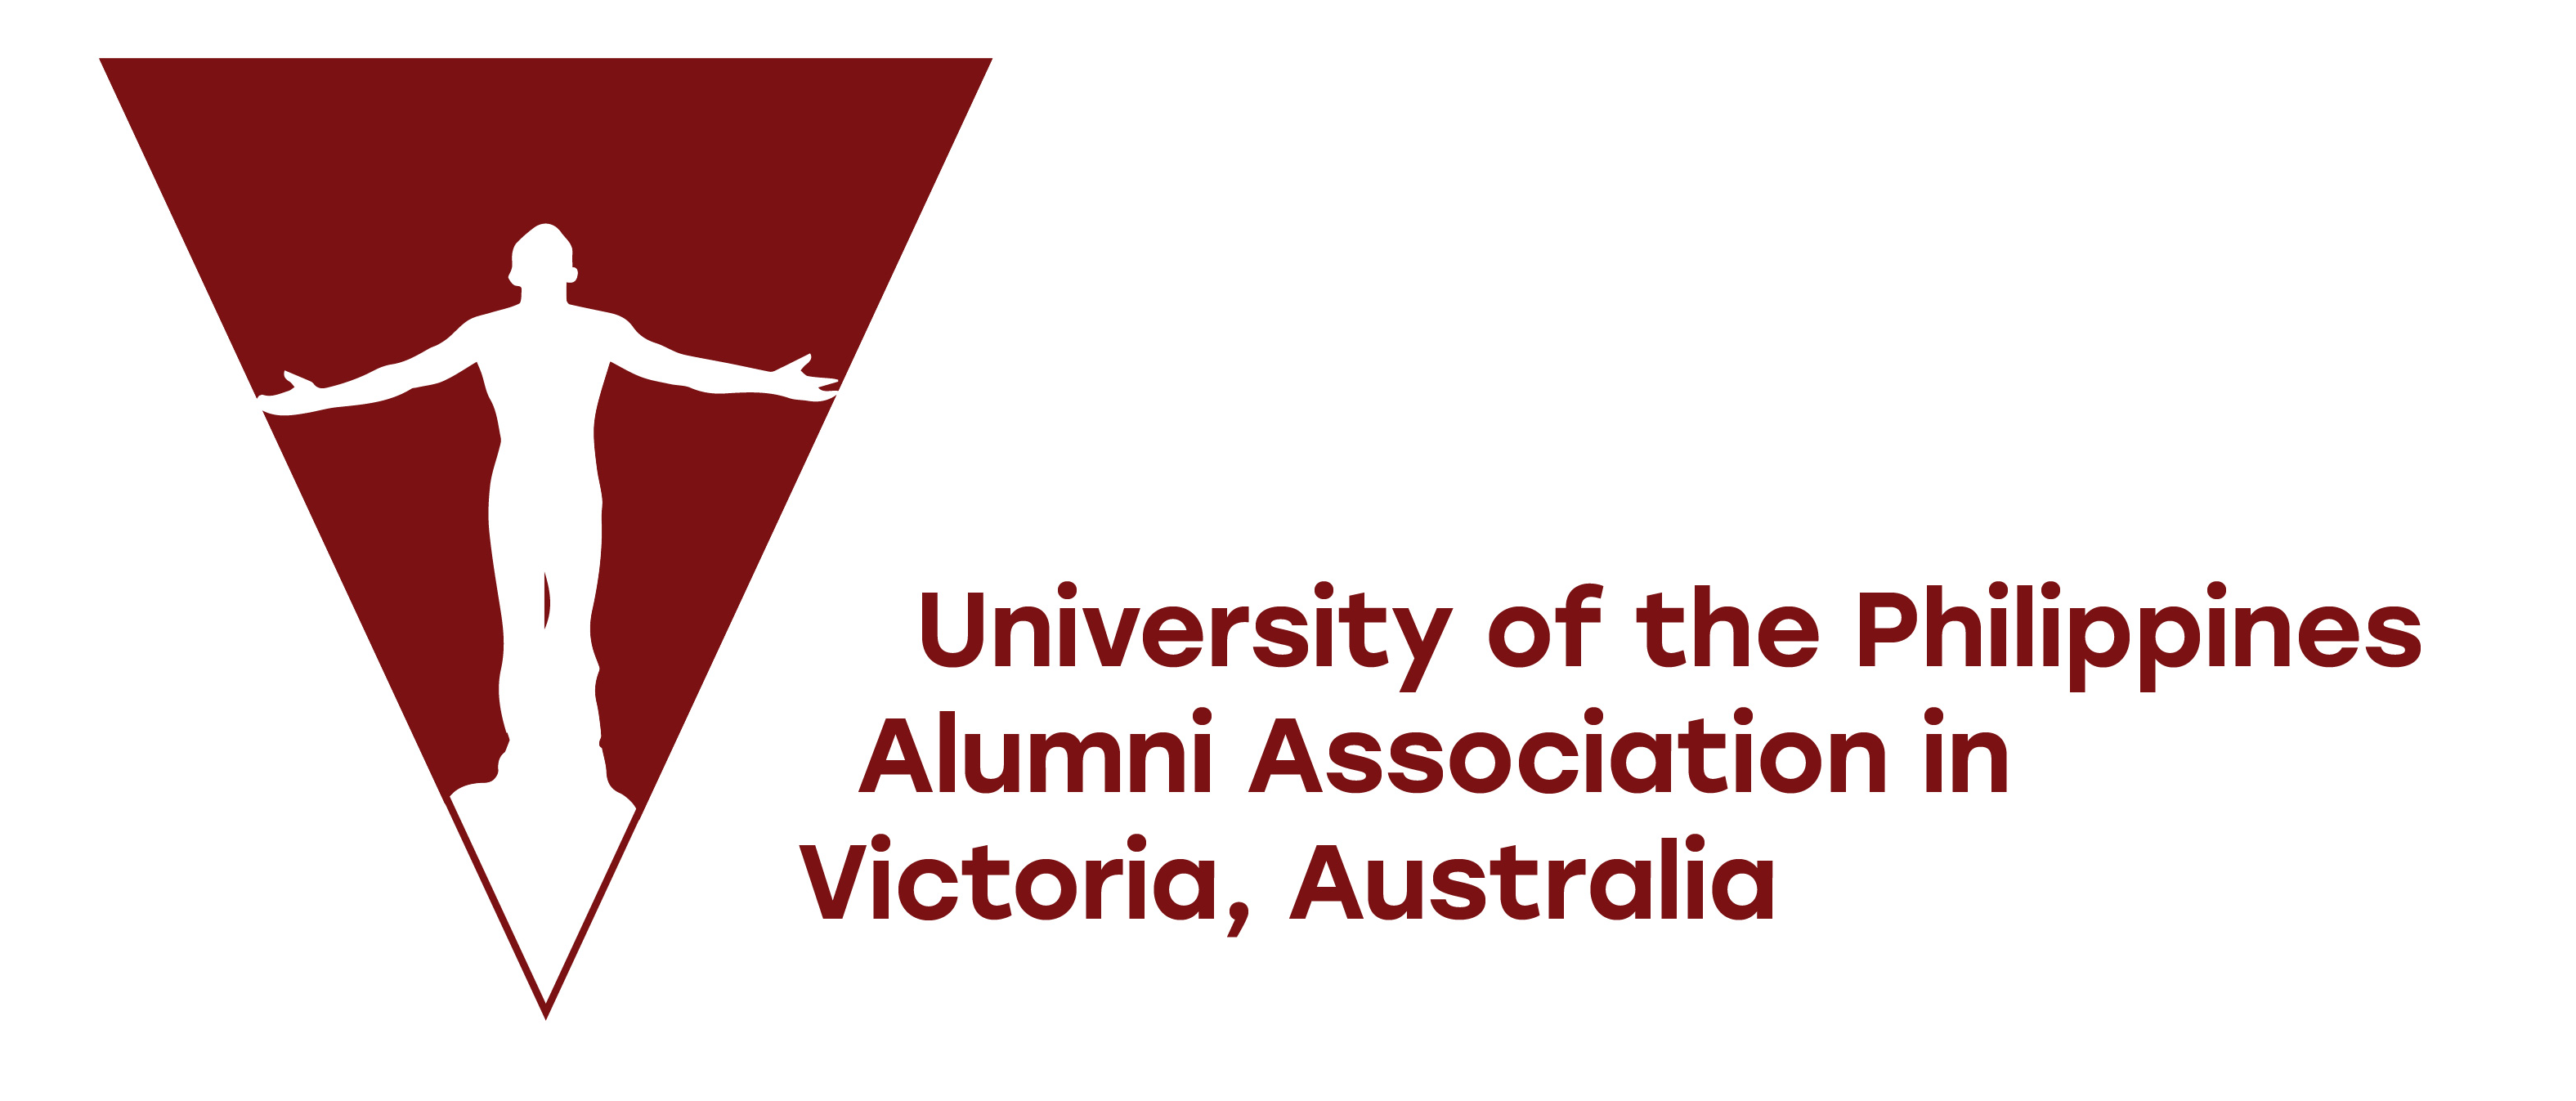 University of the Philippines
Alumni Association in
Victoria, Australia